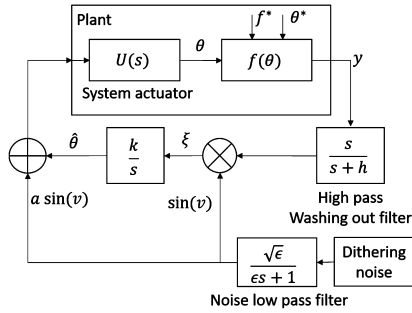 Plant
f* θ*
U(s) θ f(θ) y
System actuator
θ̂ k/s ξ s/(s + h)
High pass
Washing out filter
a sin(v) sin(v)
√ϵ/(ϵs + 1)
Dithering
noise
Noise low pass filter